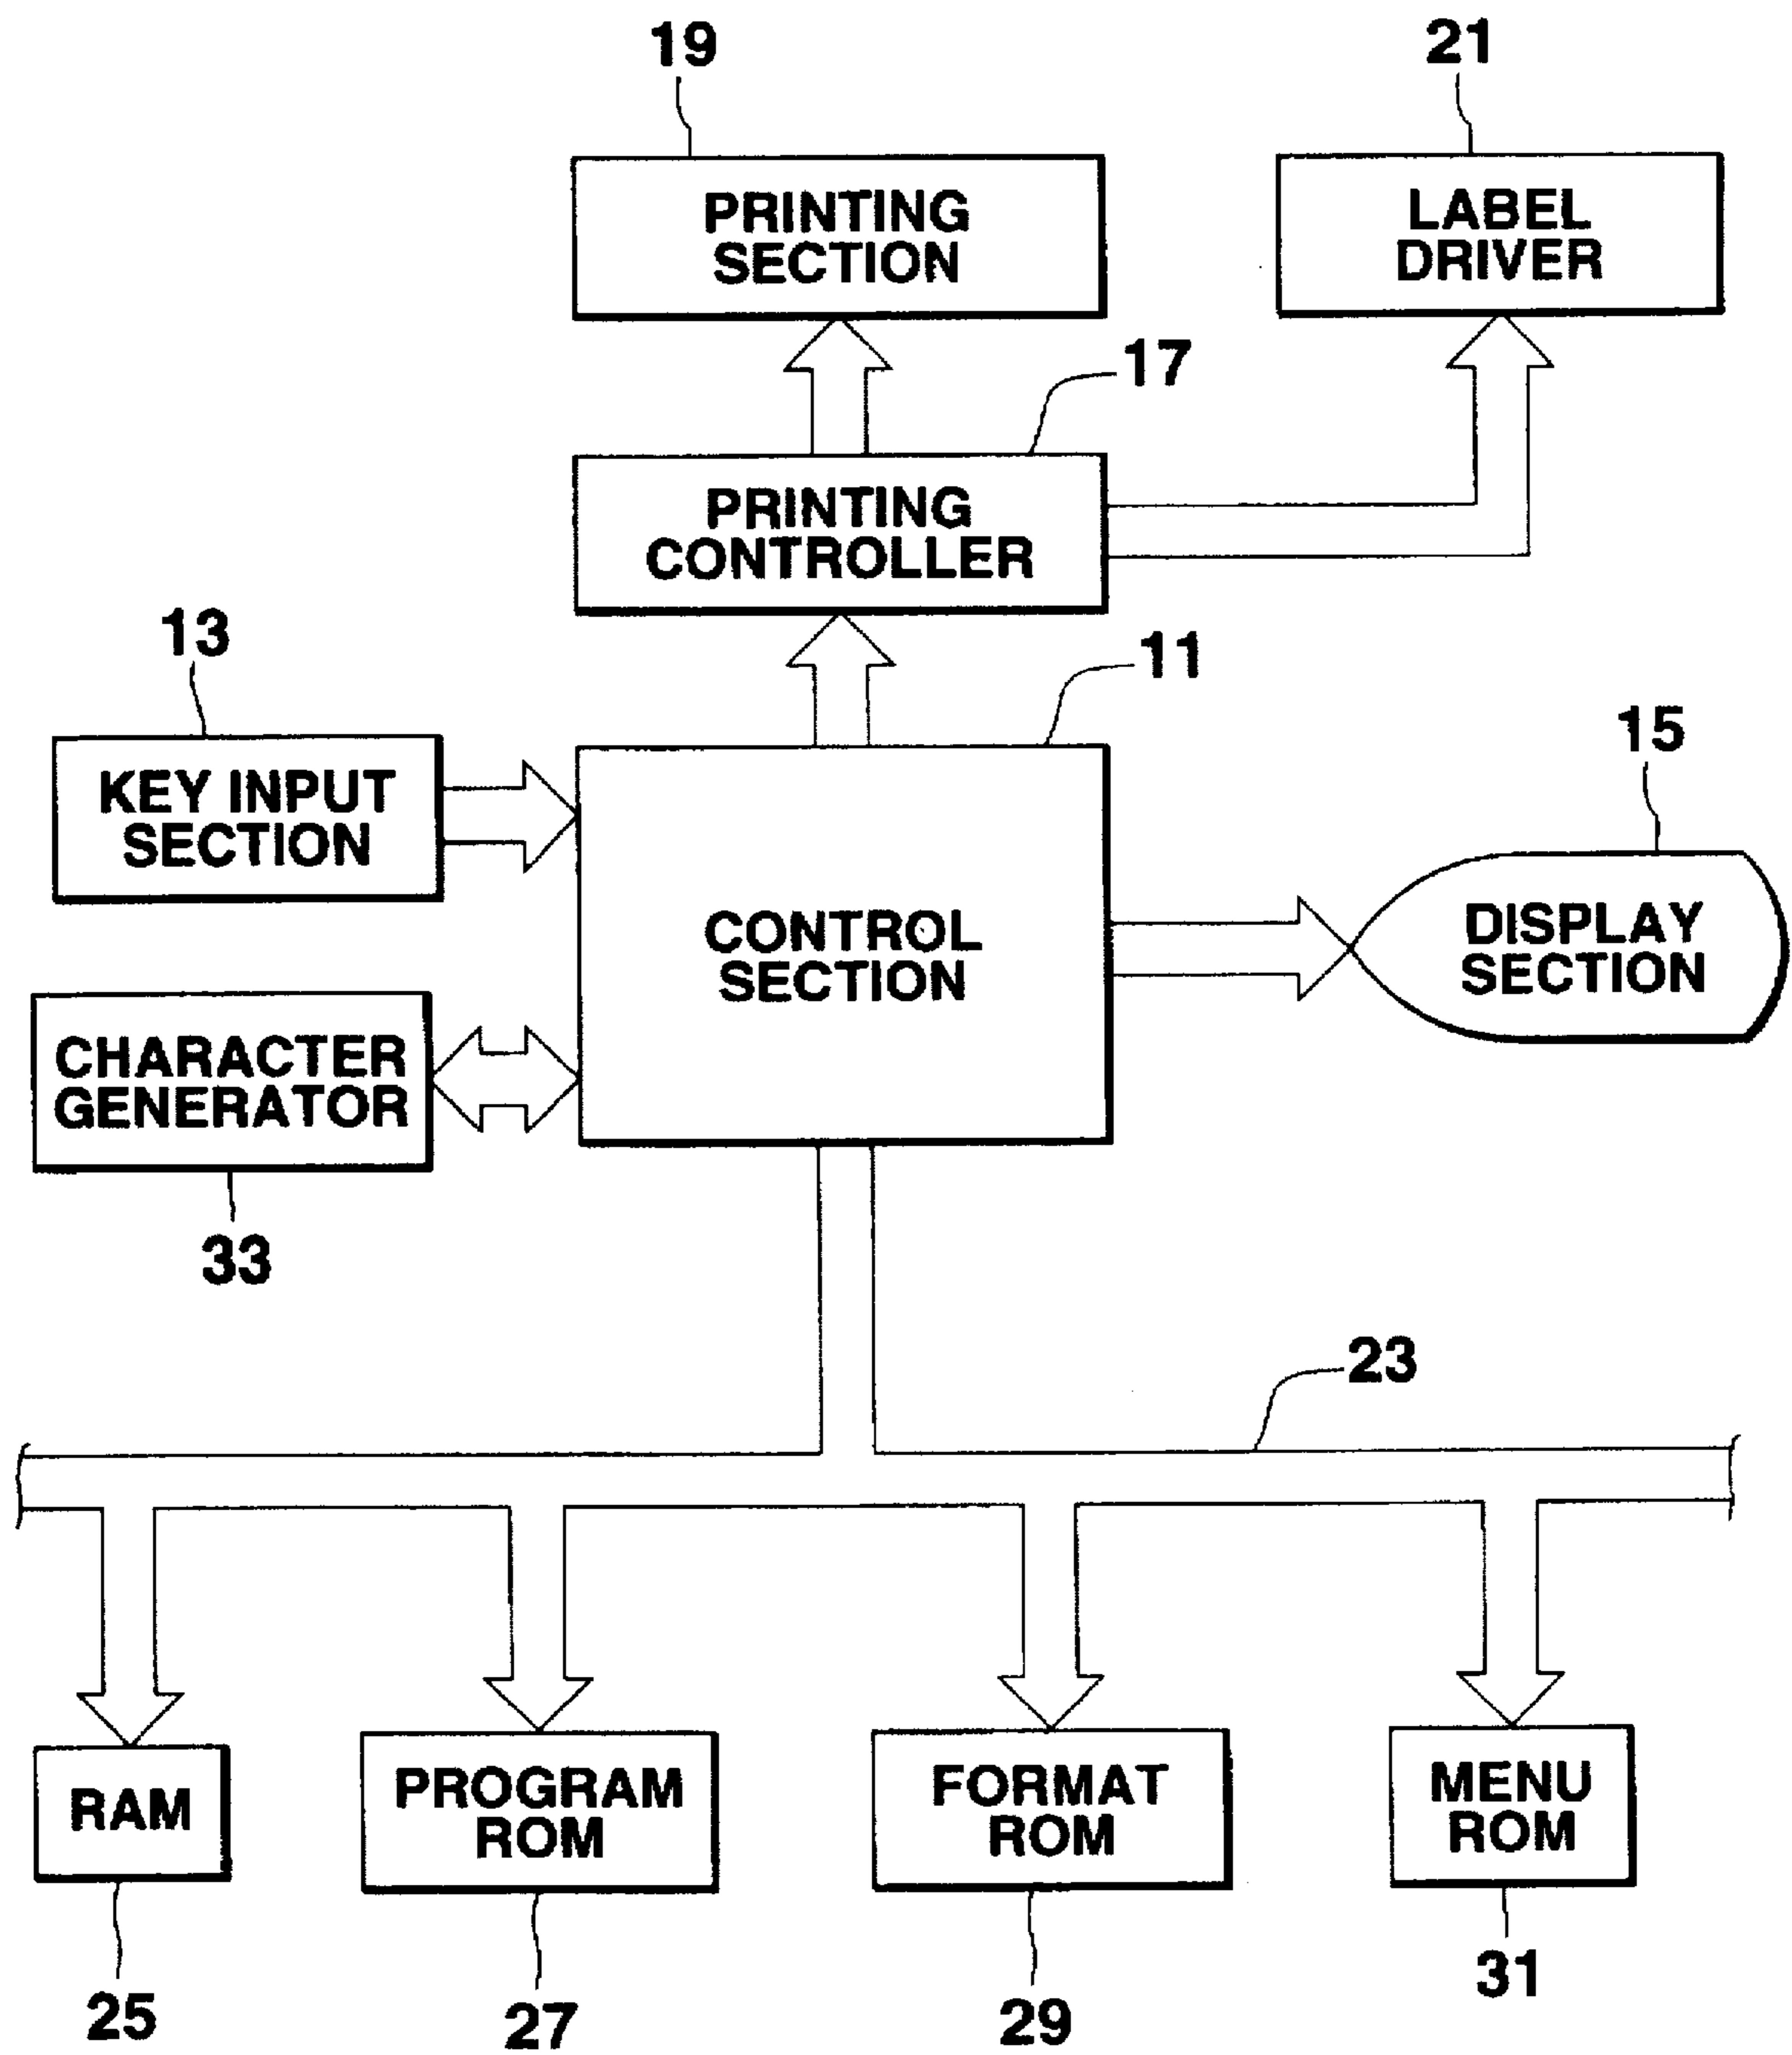 19
21
PRINTING
SECTION
LABEL
DRIVER
17
PRINTING
CONTROLLER
13
11
15
KEY INPUT
SECTION
CONTROL
SECTION
DISPLAY
SECTION
CHARACTER
GENERATOR
33
23
RAM
PROGRAM
ROM
FORMAT
ROM
MENU
ROM
25
27
29
31